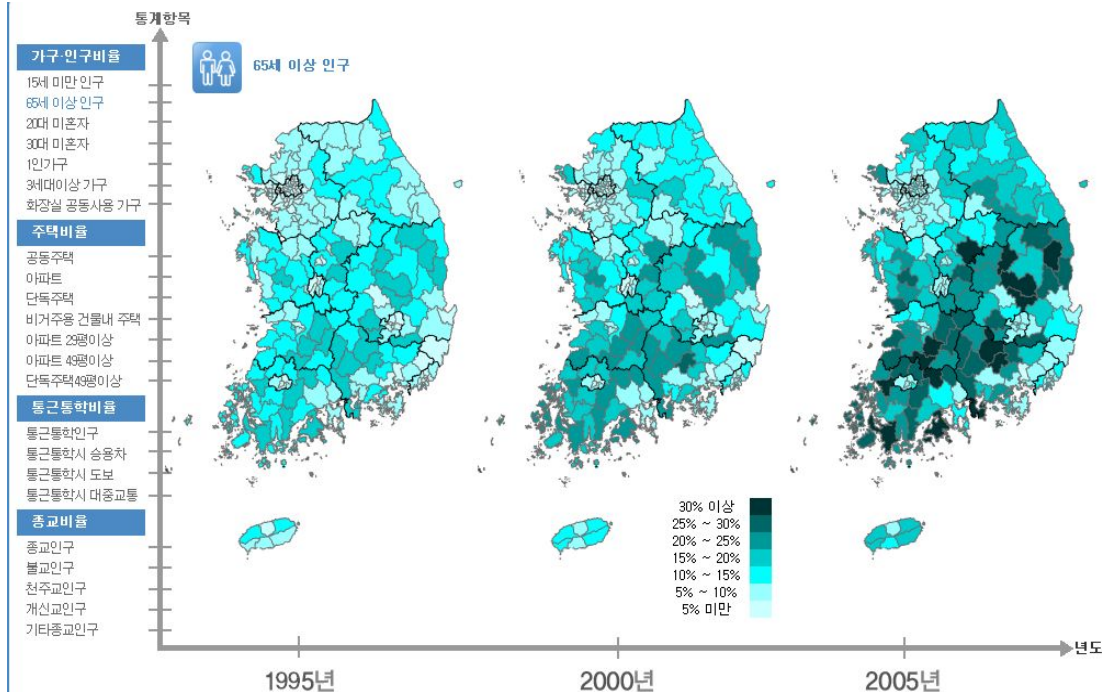 통계항목
가구·인구비율
15세 미만 인구
65세 이상 인구
20대 미혼자
30대 미혼자
1인가구
3세대이상 가구
화장실 공동사용 가구
주택비율
공동주택
아파트
단독주택
비거주용 건물내 주택
아파트 29평이상
아파트 49평이상
단독주택49평이상
통근통학비율
통근통학인구
통근통학시 승용차
통근통학시 도보
통근통학시 대중교통
종교비율
종교인구
불교인구
천주교인구
개신교인구
기타종교인구
65세 이상 인구
30% 이상
25% ~ 30%
20% ~ 25%
15% ~ 20%
10% ~ 15%
5% ~ 10%
5% 미만
년도
1995년
2000년
2005년